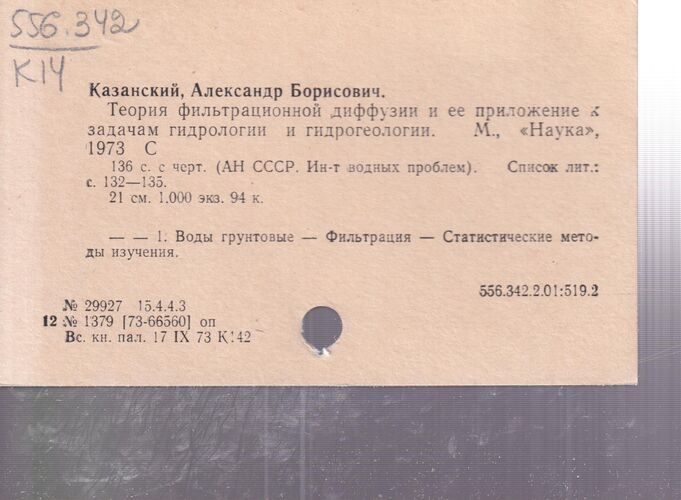 556.342
К14
Казанский, Александр Борисович.
Теория фильтрационной диффузии и ее приложение к
задачам гидрологии и гидрогеологии. М., «Наука»,
1973 С
136 с. с черт. (АН СССР. Ин-т водных проблем). Список лит.:
с. 132—135.
21 см. 1.000 экз. 94 к.
— — 1. Воды грунтовые — Фильтрация — Статистические мето-
ды изучения.
556.342.2.01:519.2
№ 29927 15.4.4.3
12 № 1379 [73-66560] оп
Вс. кн. пал. 17 IX 73 К142